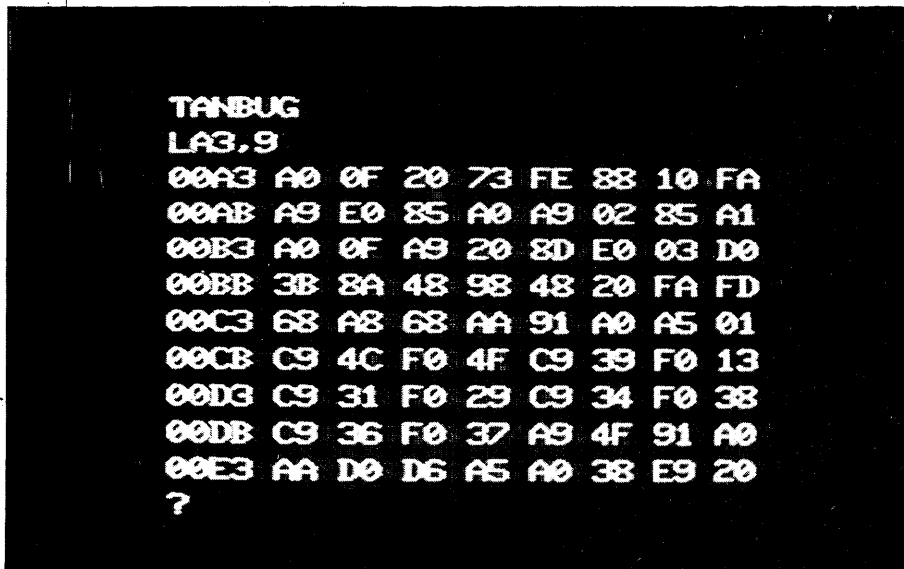 TANBUG
LA3,9
00A3 A0 0F 20 73 FE 88 10 FA
00AB A9 E0 85 A0 A9 02 85 A1
00B3 A0 0F A9 20 8D E0 03 D0
00BB 3B 8A 48 98 48 20 FA FD
00C3 68 A8 68 AA 91 A0 A5 01
00CB C9 4C F0 4F C9 39 F0 13
00D3 C9 31 F0 29 C9 34 F0 38
00DB C9 36 F0 37 A9 4F 91 A0
00E3 AA D0 D6 A5 A0 38 E9 20
?